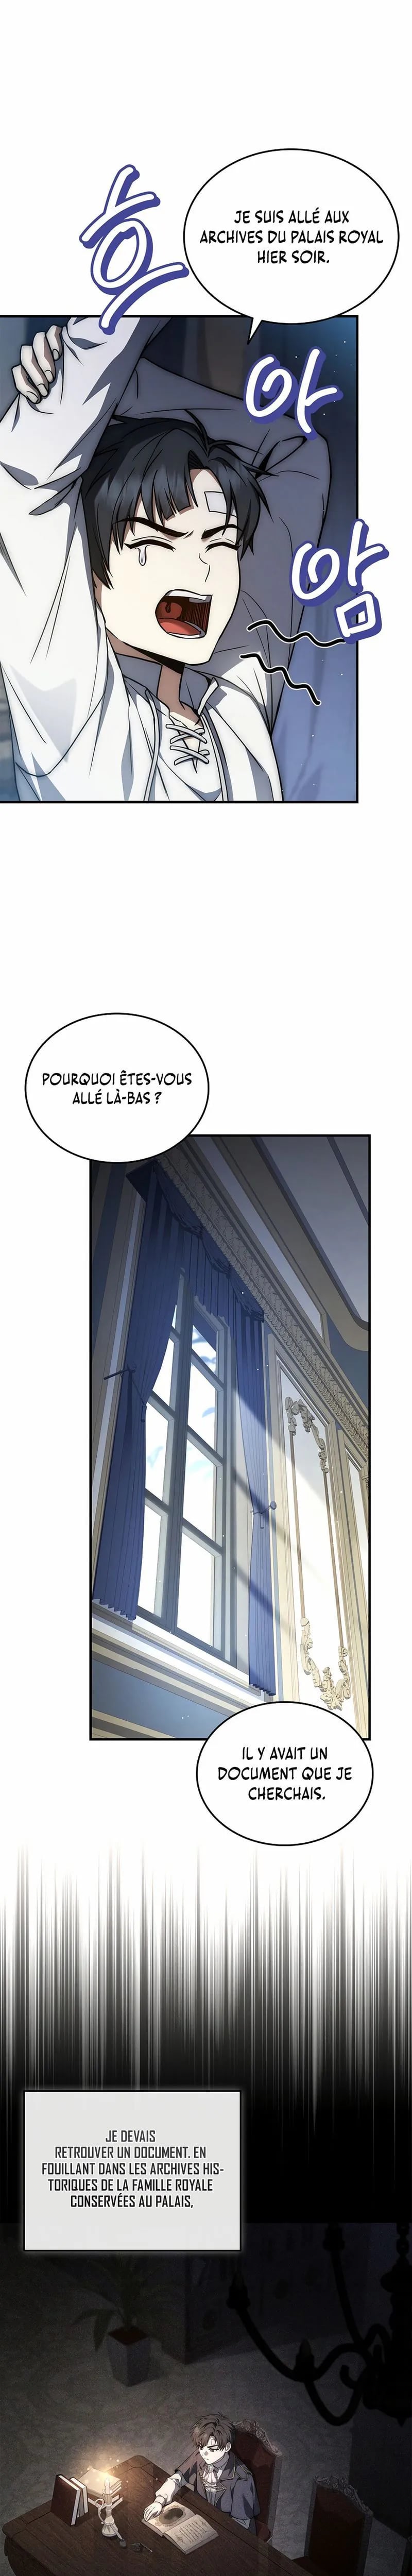 JE SUIS ALLÉ AUX
ARCHIVES DU PALAIS ROYAL
HIER SOIR.
흐
아
암
POURQUOI ÊTES-VOUS
ALLÉ LÀ-BAS ?
IL Y AVAIT UN
DOCUMENT QUE JE
CHERCHAIS.
JE DEVAIS
RETROUVER UN DOCUMENT. EN
FOUILLANT DANS LES ARCHIVES HIS-
TORIQUES DE LA FAMILLE ROYALE
CONSERVÉES AU PALAIS,